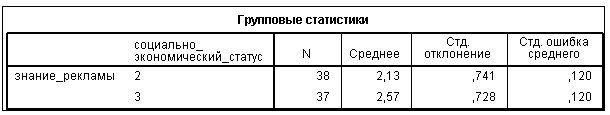 Групповые статистики
социально_
экономический_статус N Среднее Стд. отклонение Стд. ошибка среднего
знание_рекламы 2 38 2,13 ,741 ,120
3 37 2,57 ,728 ,120